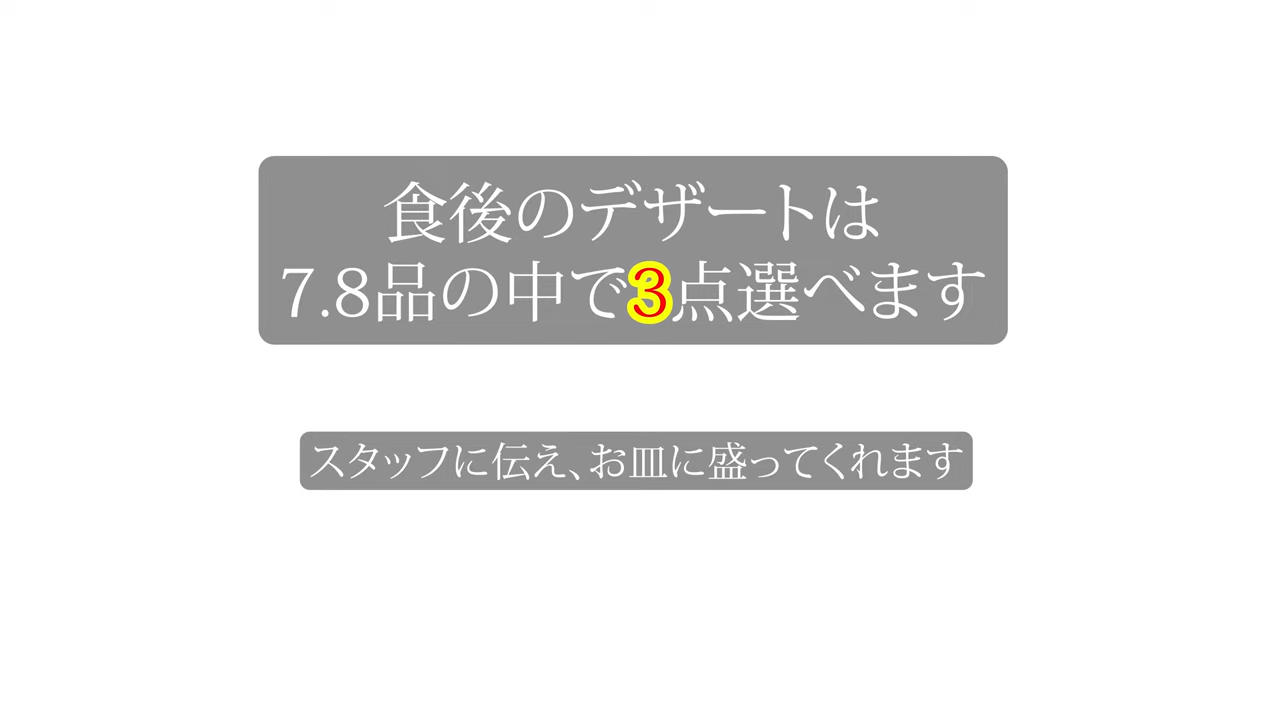 食後のデザートは
7.8品の中で3点選べます
スタッフに伝え、お皿に盛ってくれます